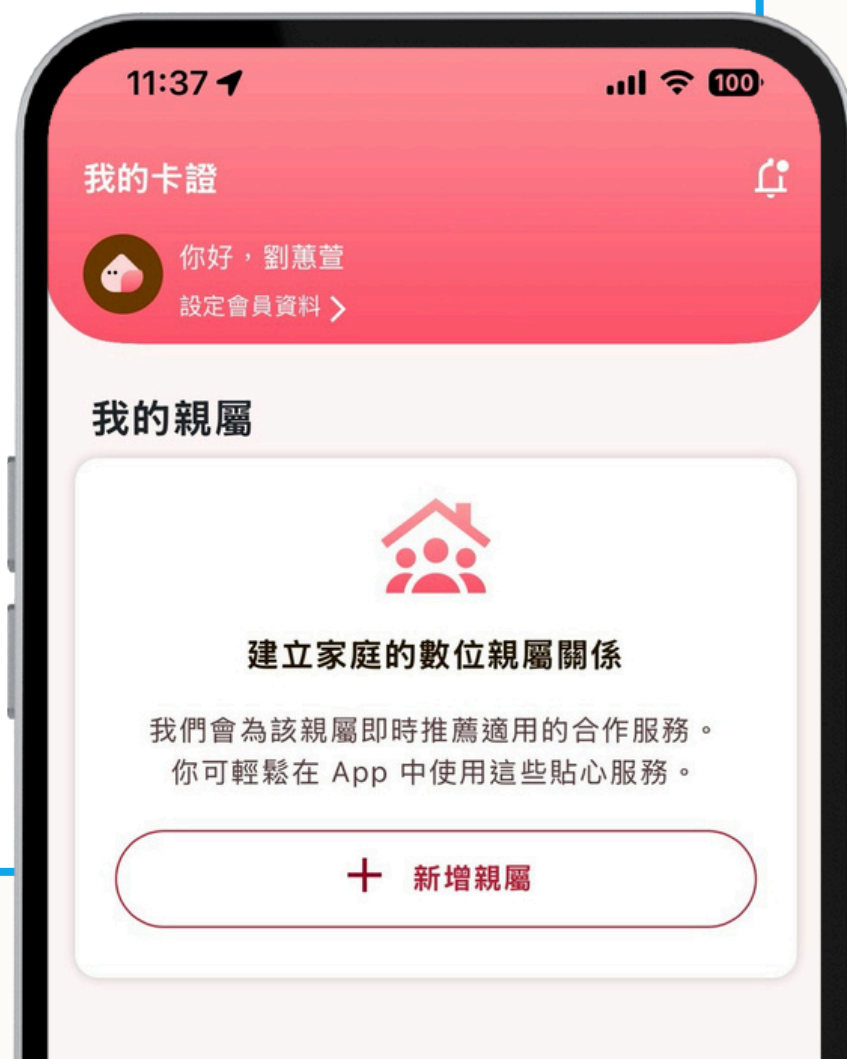 11:37
100
我的卡證
你好，劉蕙萱
設定會員資料
我的親屬
建立家庭的數位親屬關係
我們會為該親屬即時推薦適用的合作服務。
你可輕鬆在 App 中使用這些貼心服務。
＋ 新增親屬